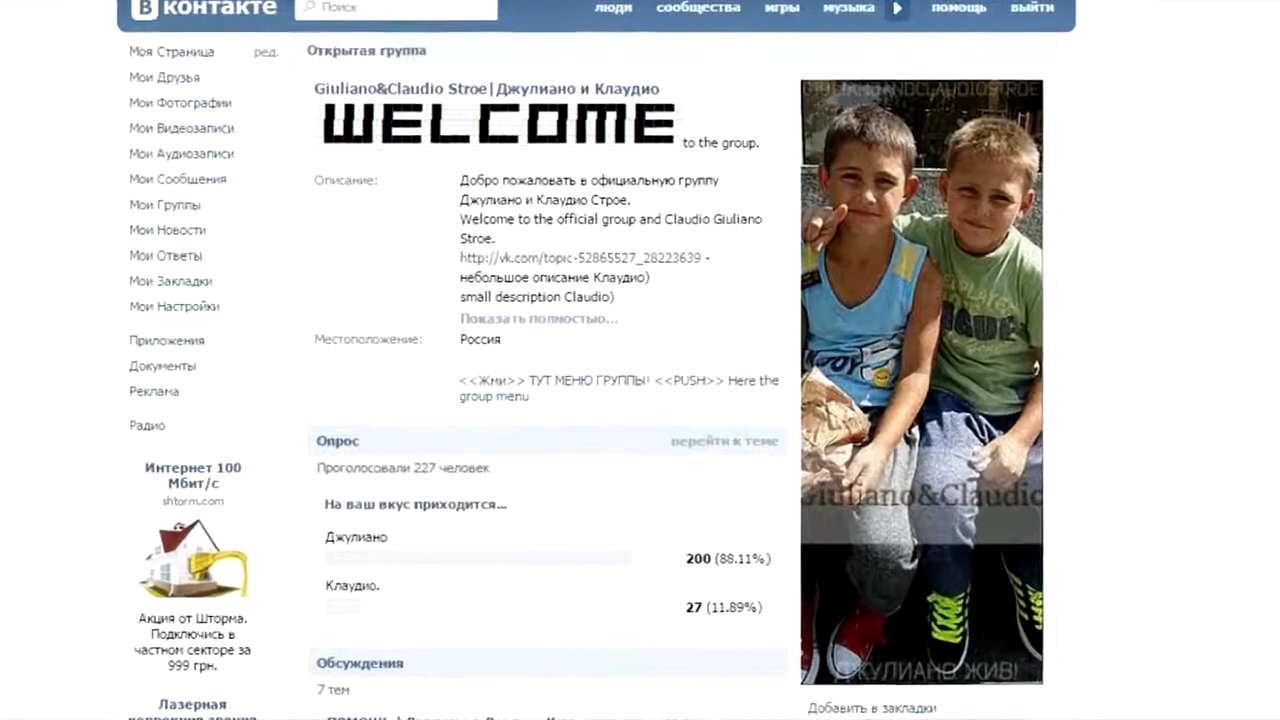 В контакте
Поиск
люди сообщества игры музыка помощь выйти
Моя Страница ред.
Мои Друзья
Мои Фотографии
Мои Видеозаписи
Мои Аудиозаписи
Мои Сообщения
Мои Группы
Мои Новости
Мои Ответы
Мои Закладки
Мои Настройки
Приложения
Документы
Реклама
Радио
Интернет 100
Мбит/с
shtorm.com
Акция от Шторма.
Подключись в
частном секторе за
999 грн.
Лазерная
Открытая группа
Giuliano&Claudio Stroe|Джулиано и Клаудио
WELCOME to the group.
Описание:
Добро пожаловать в официальную группу
Джулиано и Клаудио Строе.
Welcome to the official group and Claudio Giuliano
Stroe.
http://vk.com/topic-52865527_28223639 -
небольшое описание Клаудио)
small description Claudio)
Показать полностью...
Местоположение: Россия
<<Жми>> ТУТ МЕНЮ ГРУППЫ! <<PUSH>> Here the
group menu
Опрос перейти к теме
Проголосовали 227 человек
На ваш вкус приходится...
Джулиано
200 (88.11%)
Клаудио.
27 (11.89%)
Обсуждения
7 тем
GIULIANOANDCLAUDIOSTROE
ENJOY
Giuliano&Claudio
ДЖУЛИАНО ЖИВ!
Добавить в закладки